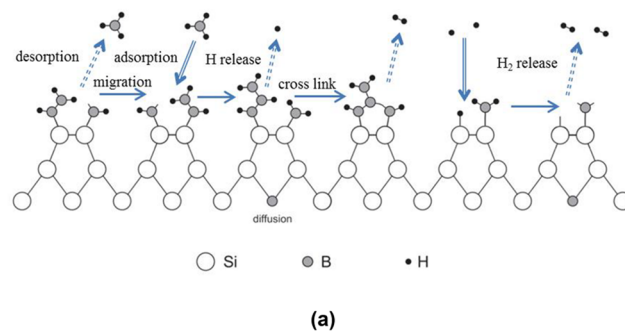 desorption
adsorption
H release
migration
cross link
H₂ release
diffusion
Si
B
H
(a)